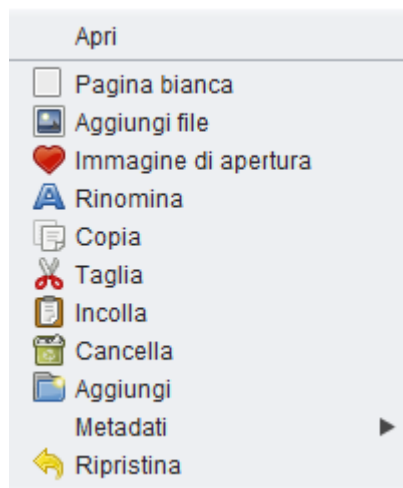 Apri
Pagina bianca
Aggiungi file
Immagine di apertura
Rinomina
Copia
Taglia
Incolla
Cancella
Aggiungi
Metadati
Ripristina